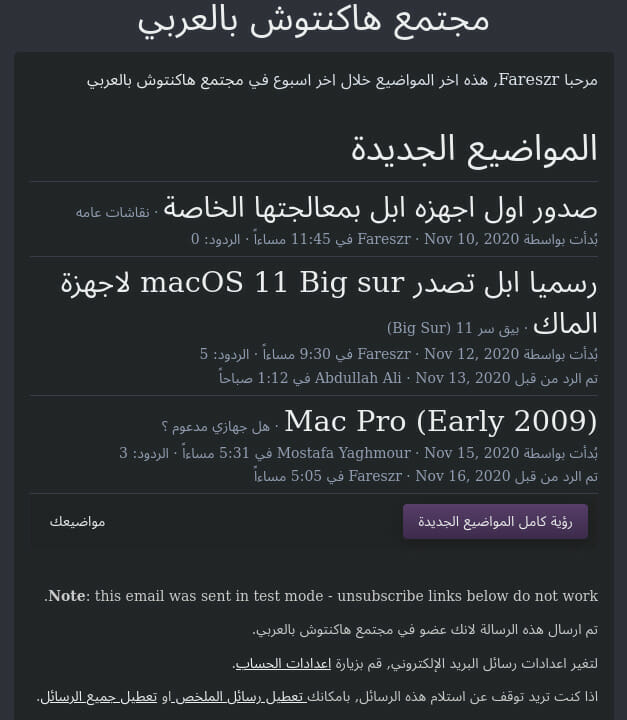 مجتمع هاكنتوش بالعربي
مرحبا Fareszr, هذه اخر المواضيع خلال اخر اسبوع في مجتمع هاكنتوش بالعربي
المواضيع الجديدة
صدور اول اجهزه ابل بمعالجتها الخاصة · نقاشات عامه
بُدأت بواسطة Fareszr · Nov 10, 2020 في 11:45 مساءاً · الردود: 0
رسميا ابل تصدر macOS 11 Big sur لاجهزة
الماك · بيق سر 11 (Big Sur)
بُدأت بواسطة Fareszr · Nov 12, 2020 في 9:30 مساءاً · الردود: 5
تم الرد من قبل Abdullah Ali · Nov 13, 2020 في 1:12 صباحاً
Mac Pro (Early 2009) · هل جهازي مدعوم ؟
بُدأت بواسطة Mostafa Yaghmour · Nov 15, 2020 في 5:31 مساءاً · الردود: 3
تم الرد من قبل Fareszr · Nov 16, 2020 في 5:05 مساءاً
رؤية كامل المواضيع الجديدة مواضيعك
Note: this email was sent in test mode - unsubscribe links below do not work.
تم ارسال هذه الرسالة لانك عضو في مجتمع هاكنتوش بالعربي.
لتغير اعدادات رسائل البريد الإلكتروني, قم بزيارة اعدادات الحساب.
اذا كنت تريد توقف عن استلام هذه الرسائل, بامكانك تعطيل رسائل الملخص او تعطيل جميع الرسائل.